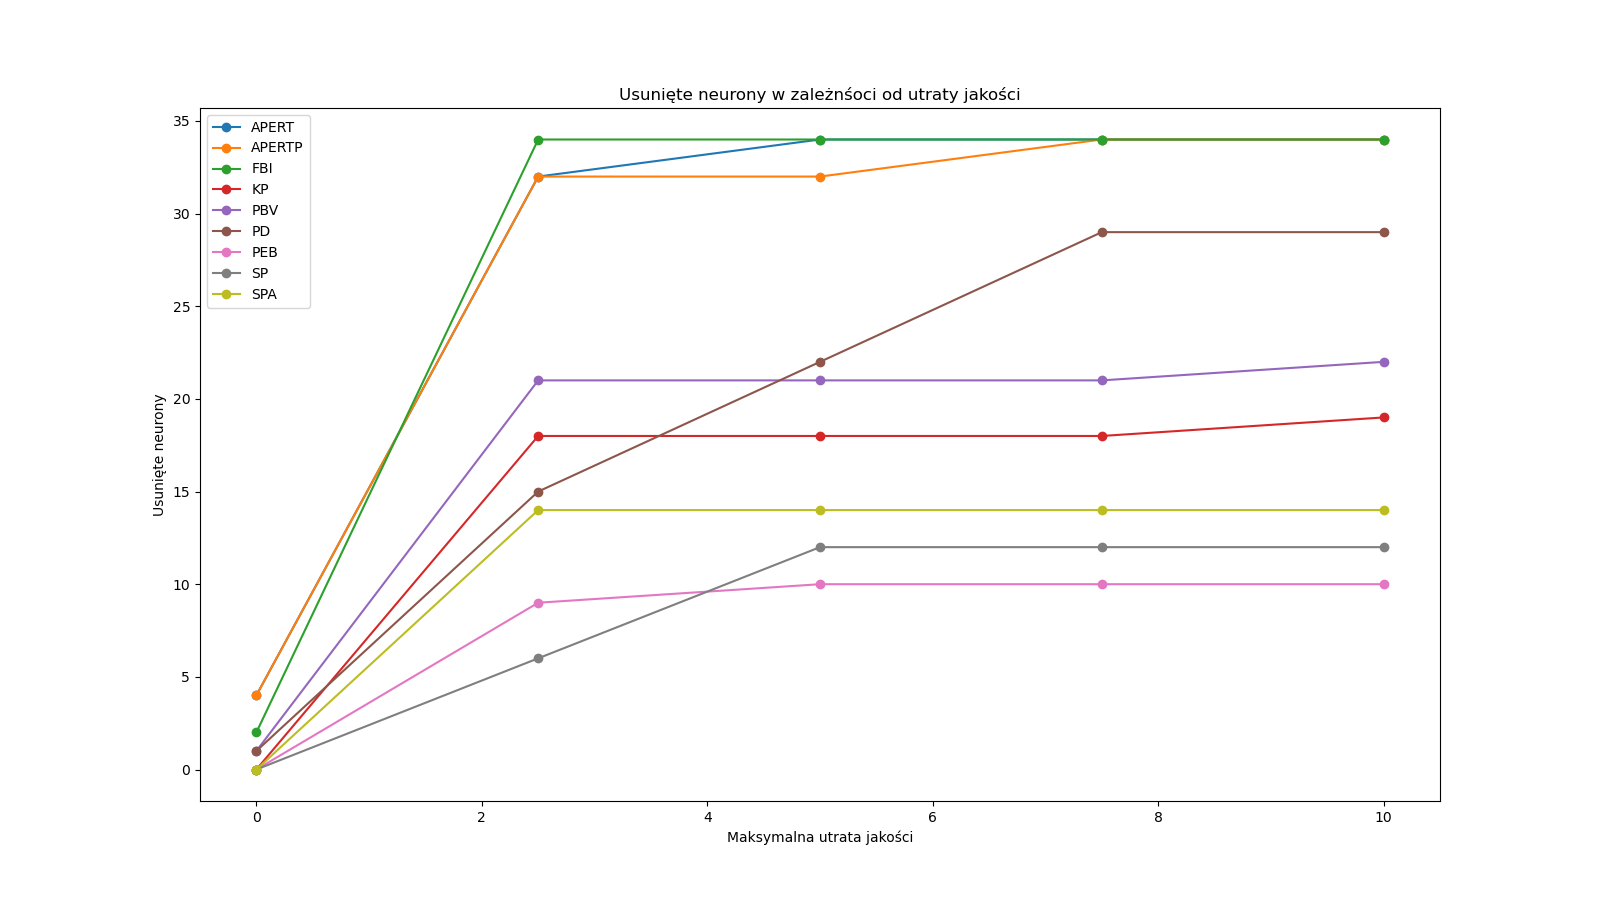 Usunięte neurony w zależnśoci od utraty jakości
35
30
25
20
15
10
5
0
Usunięte neurony
APERT
APERTP
FBI
KP
PBV
PD
PEB
SP
SPA
0 2 4 6 8 10
Maksymalna utrata jakości